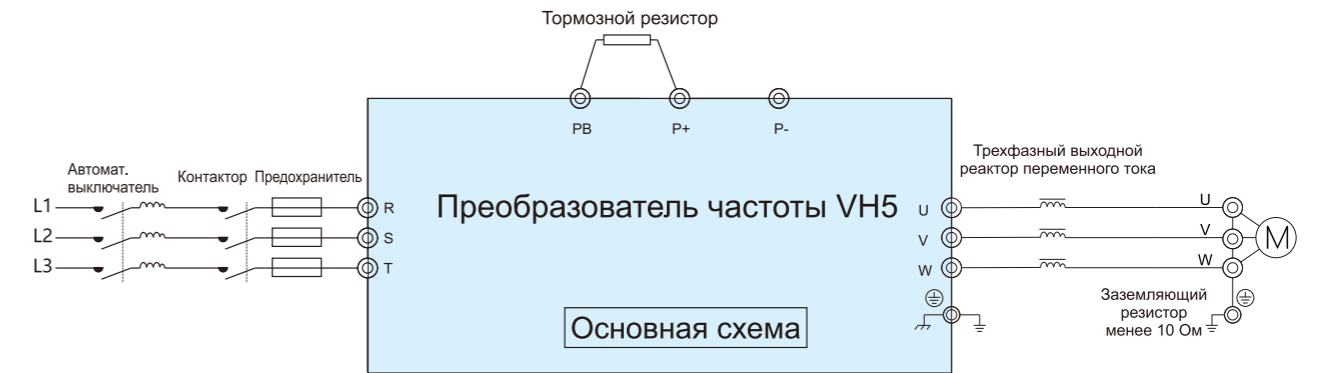 Тормозной резистор
PB
P+
P-
Автомат.
выключатель
Контактор
Предохранитель
Трехфазный выходной
реактор переменного тока
L1
R
Преобразователь частоты VH5
U
U
L2
S
V
V
M
L3
T
W
W
Заземляющий
резистор
менее 10 Ом
Основная схема